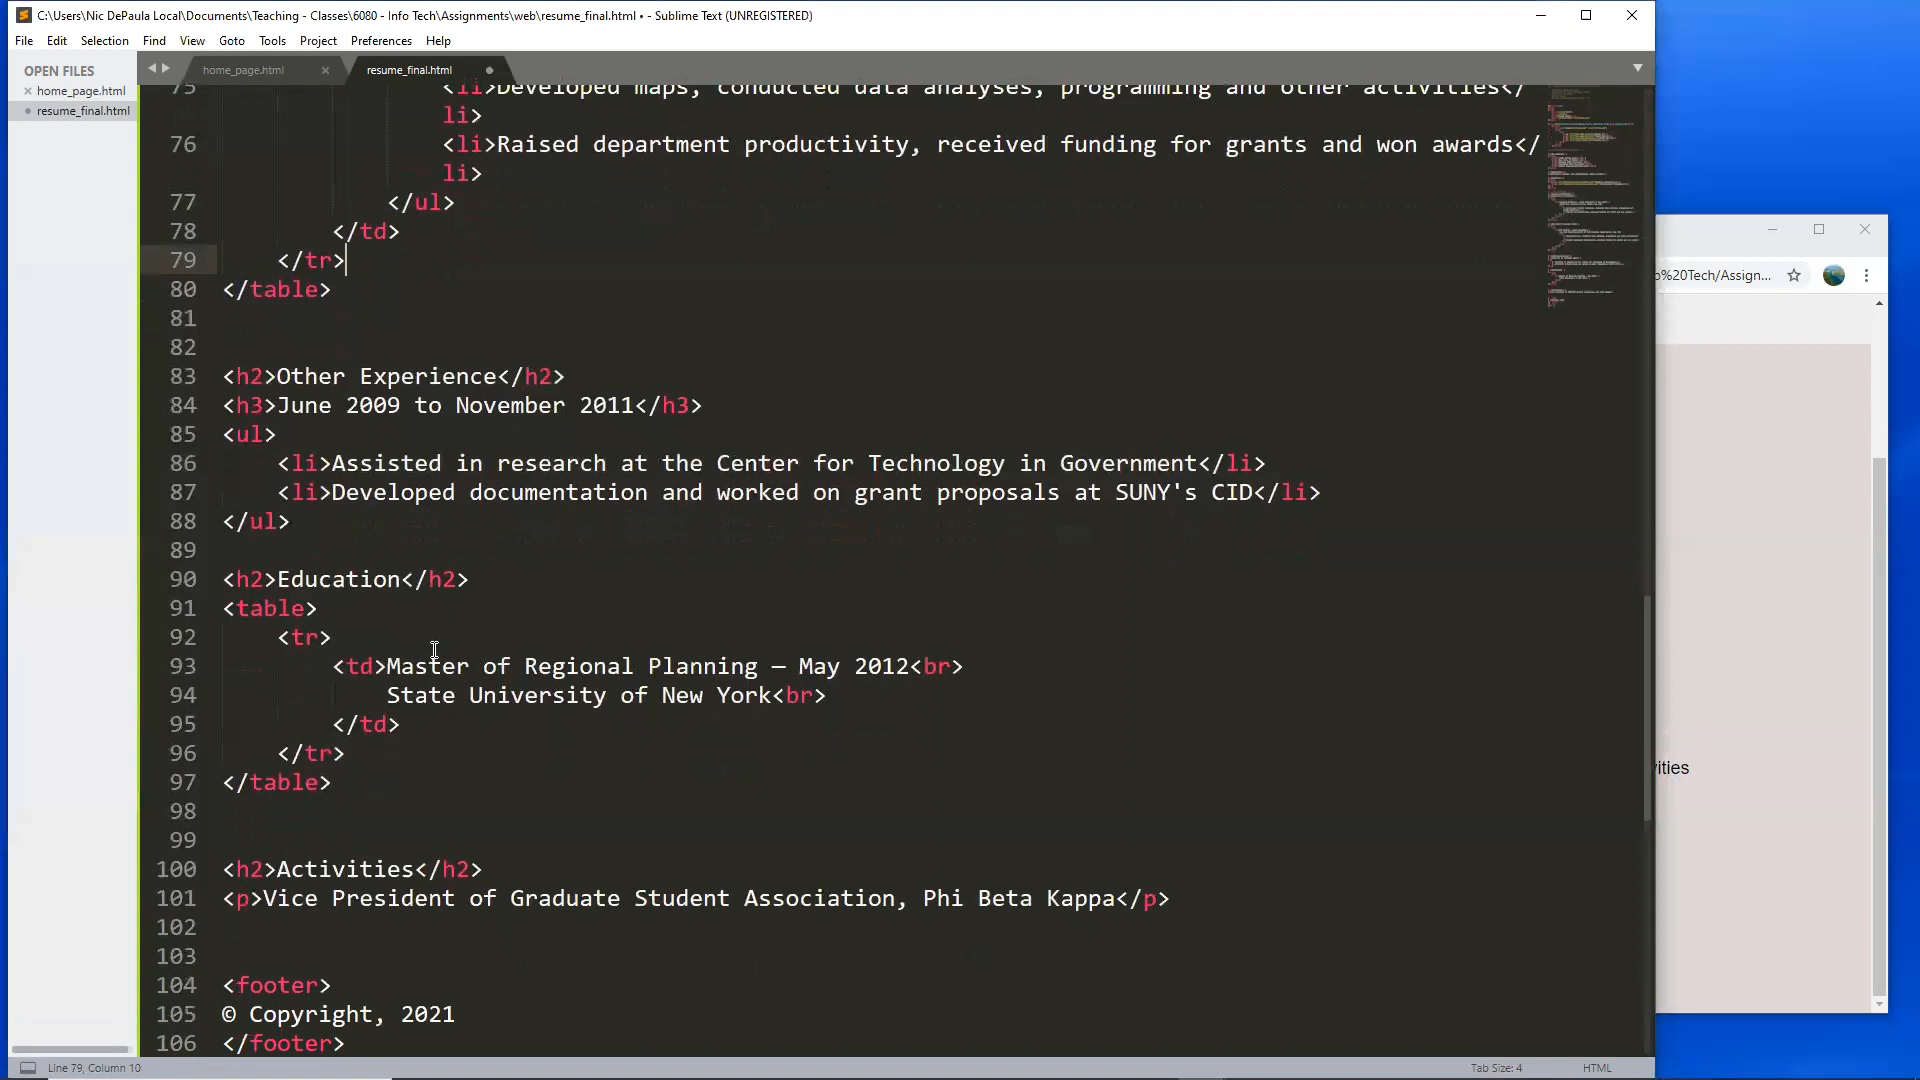 C:\Users\Nic DePaula Local\Documents\Teaching - Classes\6080 - Info Tech\Assignments\web\resume_final.html • - Sublime Text (UNREGISTERED)
File Edit Selection Find View Goto Tools Project Preferences Help
OPEN FILES
home_page.html
resume_final.html
home_page.html
resume_final.html
75 <li>Developed maps, conducted data analyses, programming and other activities</
li>
76 <li>Raised department productivity, received funding for grants and won awards</
li>
77 </ul>
78 </td>
79 </tr>
80 </table>
81
82
83 <h2>Other Experience</h2>
84 <h3>June 2009 to November 2011</h3>
85 <ul>
86 <li>Assisted in research at the Center for Technology in Government</li>
87 <li>Developed documentation and worked on grant proposals at SUNY's CID</li>
88 </ul>
89
90 <h2>Education</h2>
91 <table>
92 <tr>
93 <td>Master of Regional Planning – May 2012<br>
94 State University of New York<br>
95 </td>
96 </tr>
97 </table>
98
99
100 <h2>Activities</h2>
101 <p>Vice President of Graduate Student Association, Phi Beta Kappa</p>
102
103
104 <footer>
105 © Copyright, 2021
106 </footer>
%20Tech/Assign...
vities
Line 79, Column 10
Tab Size: 4
HTML